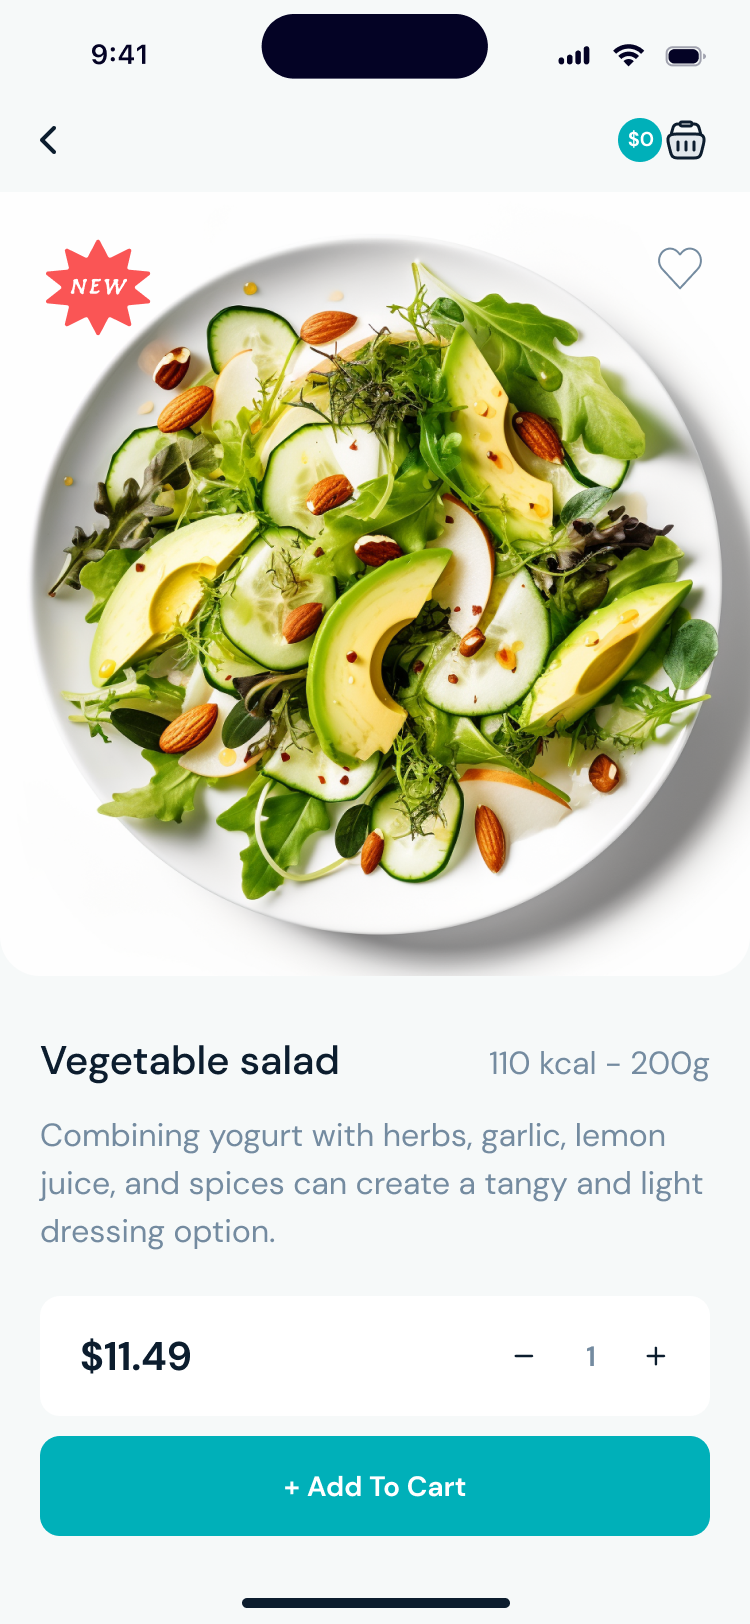 9:41
$0
NEW
Vegetable salad
110 kcal - 200g
Combining yogurt with herbs, garlic, lemon
juice, and spices can create a tangy and light
dressing option.
$11.49
− 1 +
+ Add To Cart